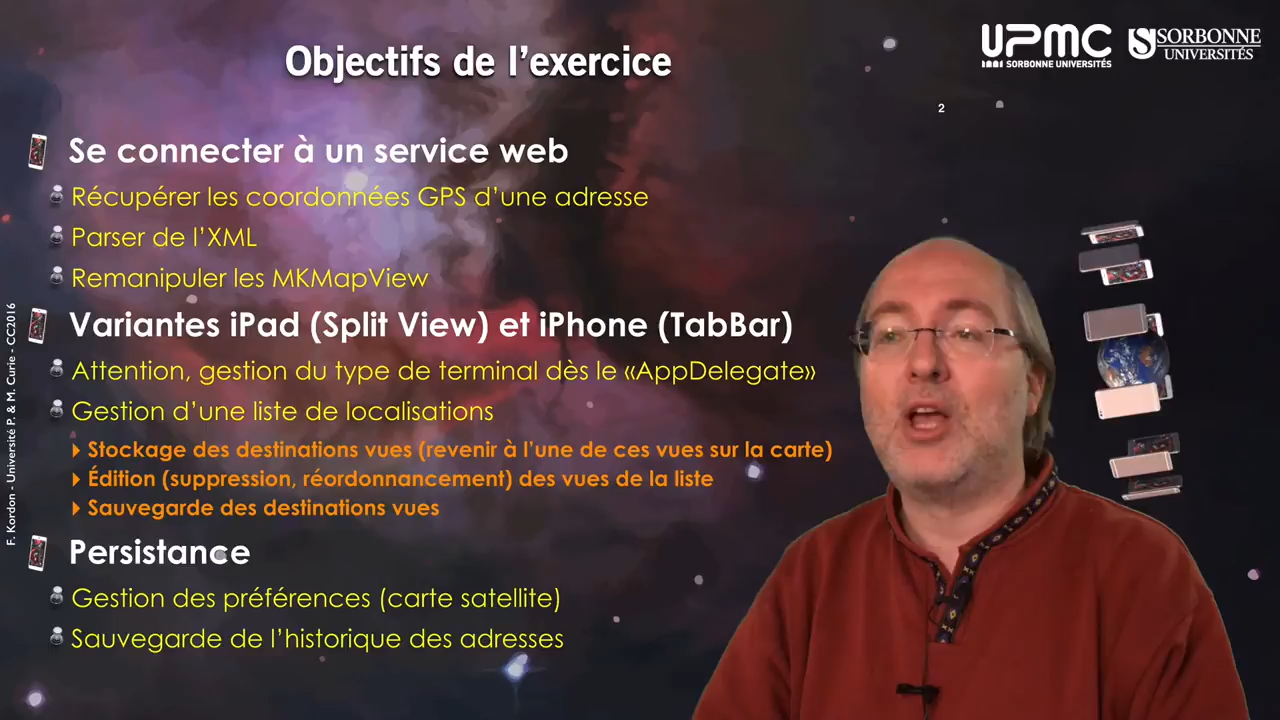 Objectifs de l'exercice
UPMC
SORBONNE UNIVERSITÉS
SORBONNE
UNIVERSITÉS
2
Se connecter à un service web
Récupérer les coordonnées GPS d'une adresse
Parser de l'XML
Remanipuler les MKMapView
Variantes iPad (Split View) et iPhone (TabBar)
Attention, gestion du type de terminal dès le «AppDelegate»
Gestion d'une liste de localisations
Stockage des destinations vues (revenir à l'une de ces vues sur la carte)
Édition (suppression, réordonnancement) des vues de la liste
Sauvegarde des destinations vues
Persistance
Gestion des préférences (carte satellite)
Sauvegarde de l'historique des adresses
F. Kordon - Université P. & M. Curie - CC2016